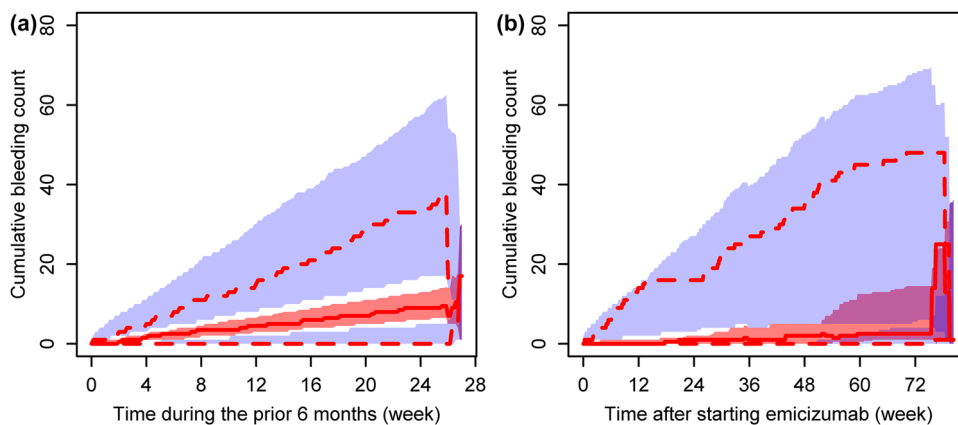 (a)
80
60
40
20
0
Cumulative bleeding count
0 4 8 12 16 20 24 28
Time during the prior 6 months (week)
(b)
80
60
40
20
0
Cumulative bleeding count
0 12 24 36 48 60 72
Time after starting emicizumab (week)